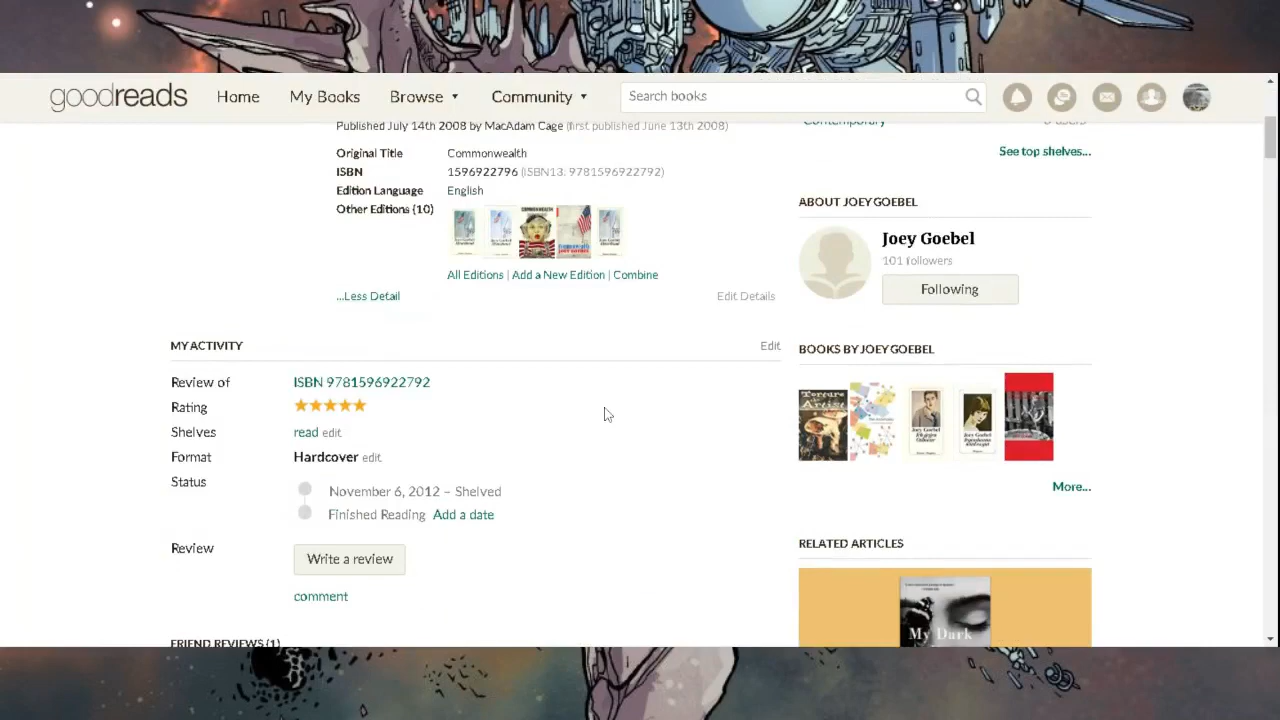 goodreads Home My Books Browse ▼ Community ▼ Search books
Published July 14th 2008 by MacAdam Cage (first published June 13th 2008)
Original Title Commonwealth
ISBN 1596922796 (ISBN13: 9781596922792)
Edition Language English
Other Editions (10)
All Editions | Add a New Edition | Combine
...Less Detail Edit Details
MY ACTIVITY Edit
Review of ISBN 9781596922792
Rating
Shelves read edit
Format Hardcover edit
Status
November 6, 2012 – Shelved
Finished Reading Add a date
Review Write a review
comment
FRIEND REVIEWS (1)
Contemporary
See top shelves...
ABOUT JOEY GOEBEL
Joey Goebel
101 followers
Following
BOOKS BY JOEY GOEBEL
More...
RELATED ARTICLES
My Dark